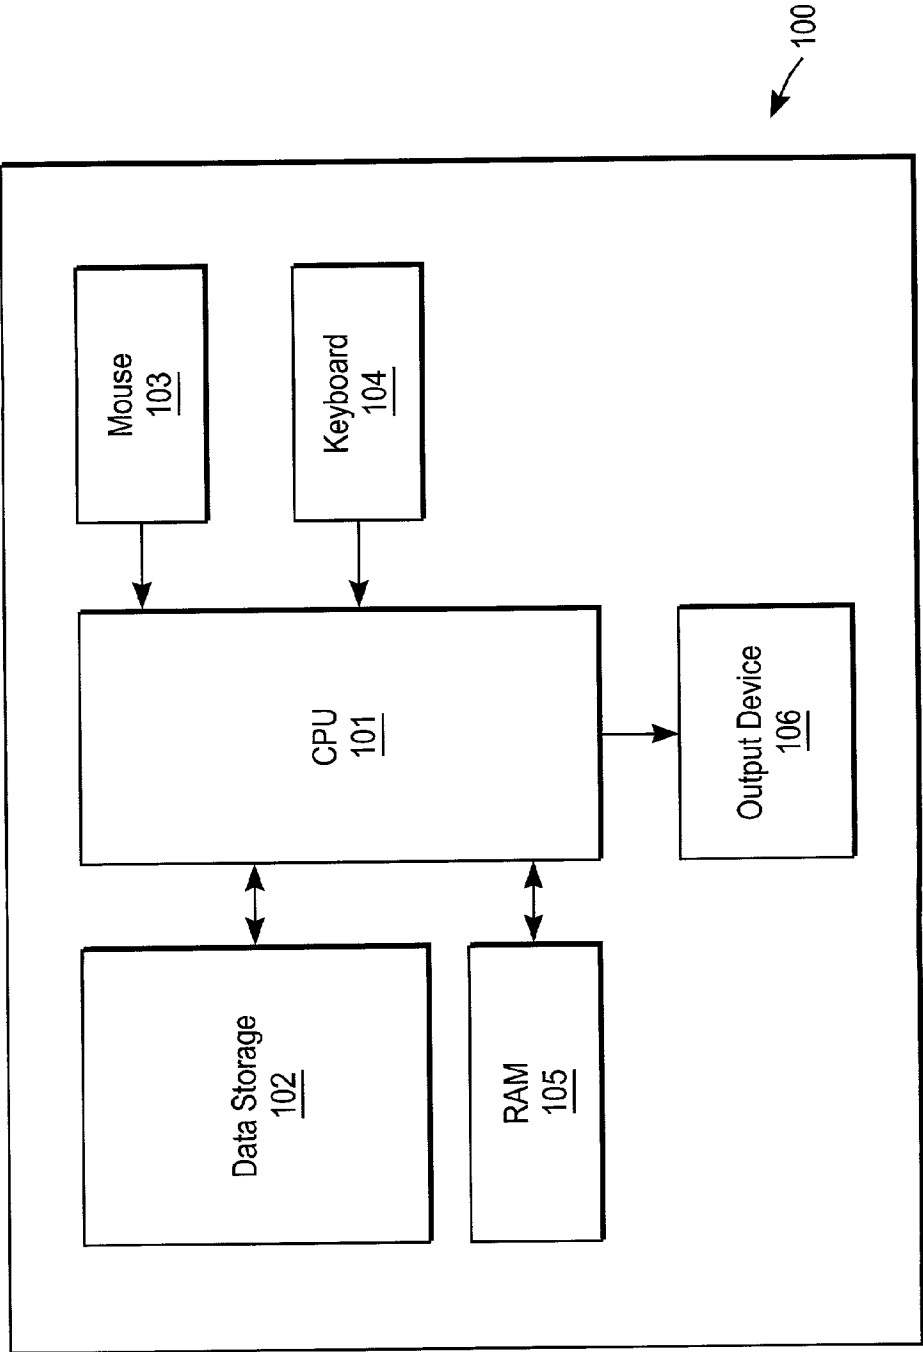 Data Storage
102
RAM
105
CPU
101
Output Device
106
Mouse
103
Keyboard
104
100